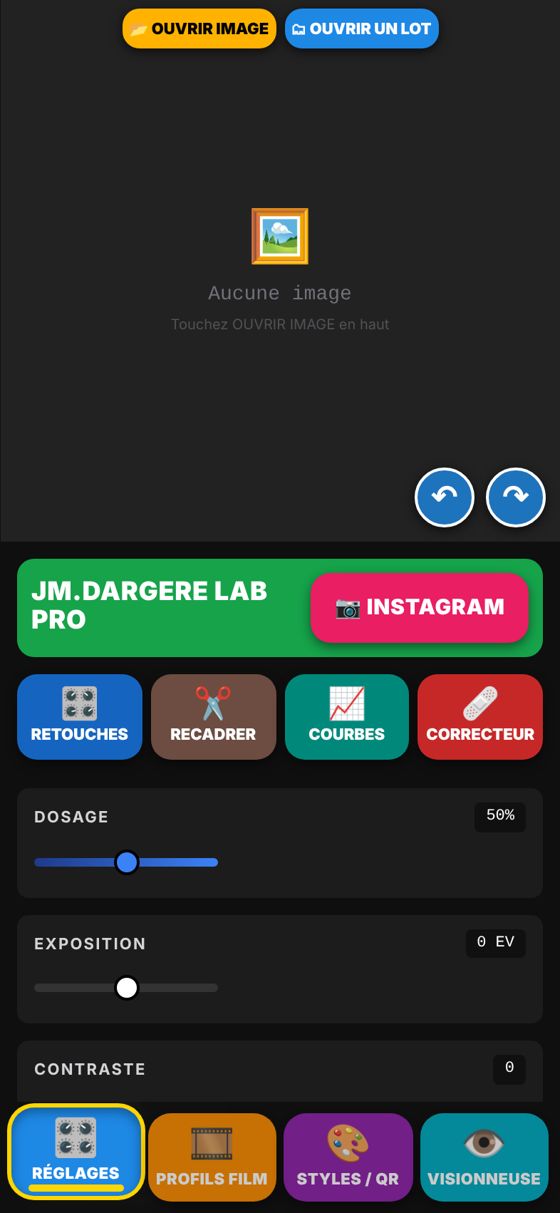 OUVRIR IMAGE
OUVRIR UN LOT
Aucune image
Touchez OUVRIR IMAGE en haut
JM.DARGERE LAB
PRO
INSTAGRAM
RETOUCHES
RECADRER
COURBES
CORRECTEUR
DOSAGE
50%
EXPOSITION
0 EV
CONTRASTE
0
RÉGLAGES
PROFILS FILM
STYLES / QR
VISIONNEUSE